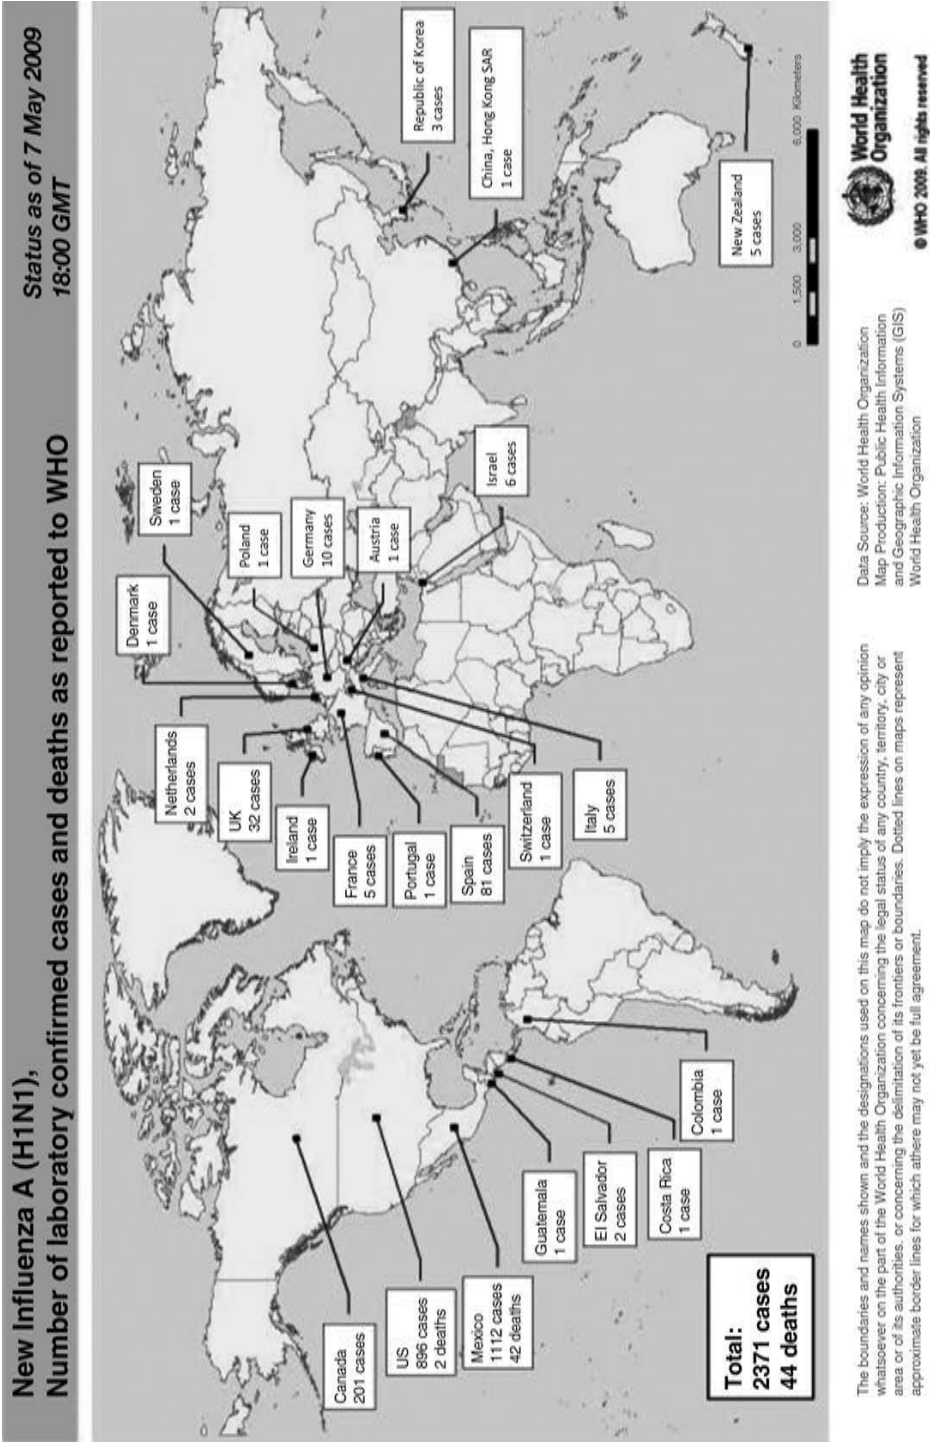 New Influenza A (H1N1),
Number of laboratory confirmed cases and deaths as reported to WHO
Status as of 7 May 2009
18:00 GMT
Canada
201 cases
US
896 cases
2 deaths
Mexico
1112 cases
42 deaths
Guatemala
1 case
El Salvador
2 cases
Costa Rica
1 case
Colombia
1 case
Netherlands
2 cases
UK
32 cases
Ireland
1 case
France
5 cases
Portugal
1 case
Spain
81 cases
Switzerland
1 case
Italy
5 cases
Denmark
1 case
Sweden
1 case
Poland
1 case
Germany
10 cases
Austria
1 case
Israel
6 cases
Republic of Korea
3 cases
China, Hong Kong SAR
1 case
New Zealand
5 cases
Total:
2371 cases
44 deaths
0 1,500 3,000 6,000 Kilometers
The boundaries and names shown and the designations used on this map do not imply the expression of any opinion
whatsoever on the part of the World Health Organization concerning the legal status of any country, territory, city or
area or of its authorities, or concerning the delimitation of its frontiers or boundaries. Dotted lines on maps represent
approximate border lines for which athere may not yet be full agreement.
Data Source: World Health Organization
Map Production: Public Health Information
and Geographic Information Systems (GIS)
World Health Organization
World Health
Organization
© WHO 2009. All rights reserved